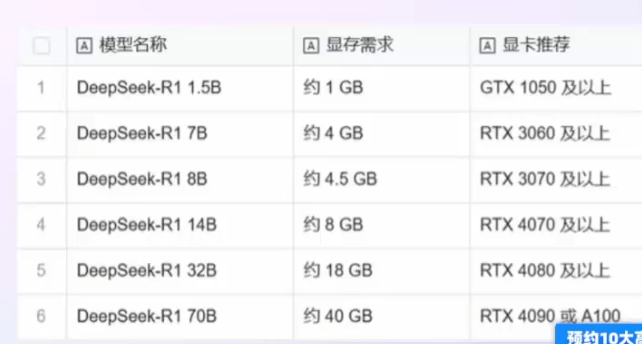 模型名称 显存需求 显卡推荐
1 DeepSeek-R1 1.5B 约 1 GB GTX 1050 及以上
2 DeepSeek-R1 7B 约 4 GB RTX 3060 及以上
3 DeepSeek-R1 8B 约 4.5 GB RTX 3070 及以上
4 DeepSeek-R1 14B 约 8 GB RTX 4070 及以上
5 DeepSeek-R1 32B 约 18 GB RTX 4080 及以上
6 DeepSeek-R1 70B 约 40 GB RTX 4090 或 A100
预约10大